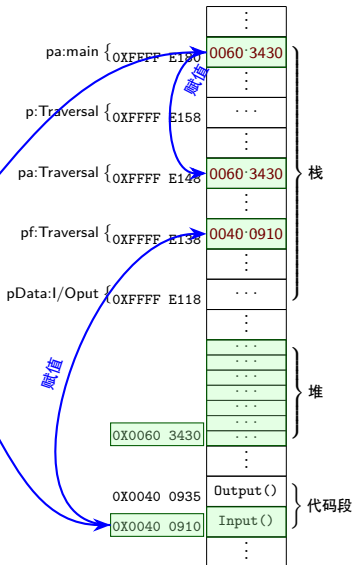 ⋮
pa:main { 0XFFFF E180 0060 3430
赋值
⋮
p:Traversal { 0XFFFF E158 ···
⋮
pa:Traversal { 0XFFFF E148 0060 3430
栈
⋮
pf:Traversal { 0XFFFF E138 0040 0910
⋮
pData:I/Oput { 0XFFFF E118 ···
⋮
···
···
赋值
···
···
堆
···
···
0X0060 3430 ···
⋮
0X0040 0935 Output()
代码段
0X0040 0910 Input()
⋮